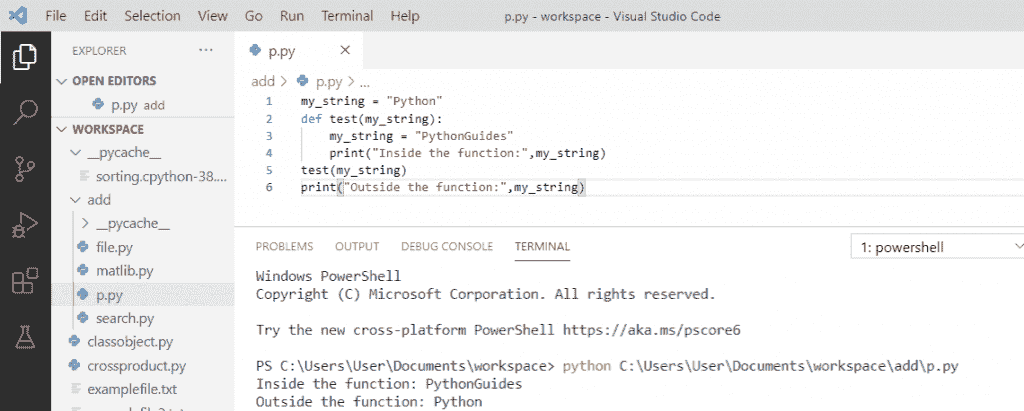 File Edit Selection View Go Run Terminal Help p.py - workspace - Visual Studio Code
EXPLORER ...
OPEN EDITORS
p.py add
WORKSPACE
__pycache__
sorting.cpython-38....
add
__pycache__
file.py
matlib.py
p.py
search.py
classobject.py
crossproduct.py
examplefile.txt
p.py
add > p.py > ...
1 my_string = "Python"
2 def test(my_string):
3 my_string = "PythonGuides"
4 print("Inside the function:",my_string)
5 test(my_string)
6 print("Outside the function:",my_string)
PROBLEMS OUTPUT DEBUG CONSOLE TERMINAL 1: powershell
Windows PowerShell
Copyright (C) Microsoft Corporation. All rights reserved.
Try the new cross-platform PowerShell https://aka.ms/pscore6
PS C:\Users\User\Documents\workspace> python C:\Users\User\Documents\workspace\add\p.py
Inside the function: PythonGuides
Outside the function: Python